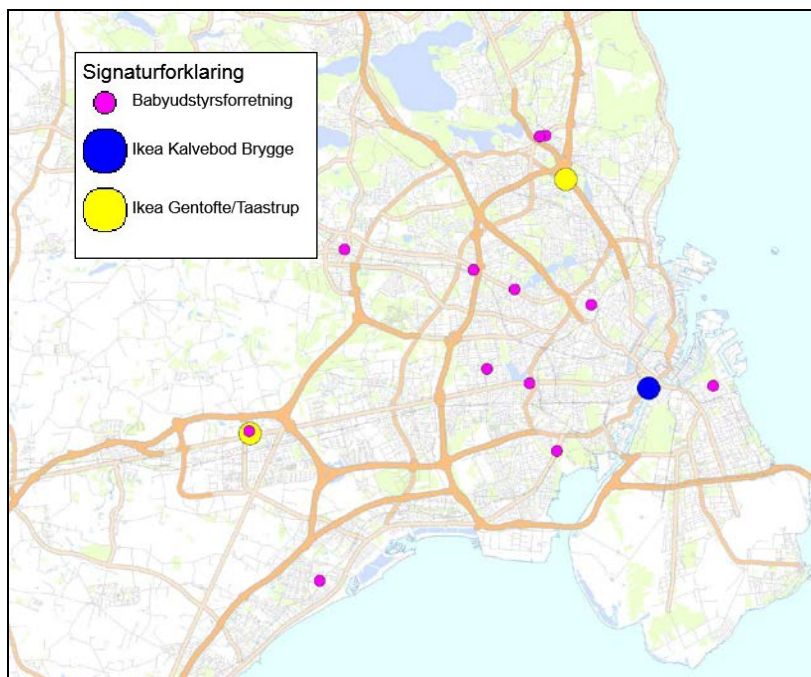 Signaturforklaring
Babyudstyrsforretning
Ikea Kalvebod Brygge
Ikea Gentofte/Taastrup